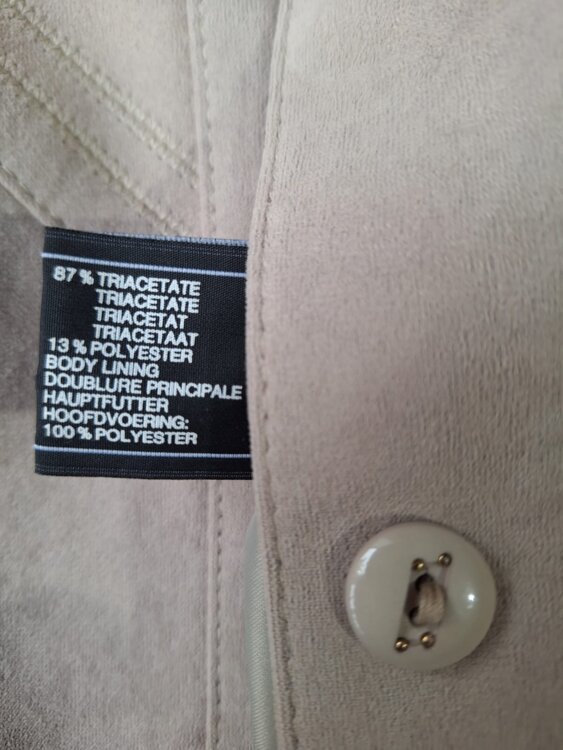 87 % TRIACETATE
TRIACETATE
TRIACETAT
TRIACETAAT
13 % POLYESTER
BODY LINING
DOUBLURE PRINCIPALE
HAUPTFUTTER
HOOFDVOERING:
100 % POLYESTER